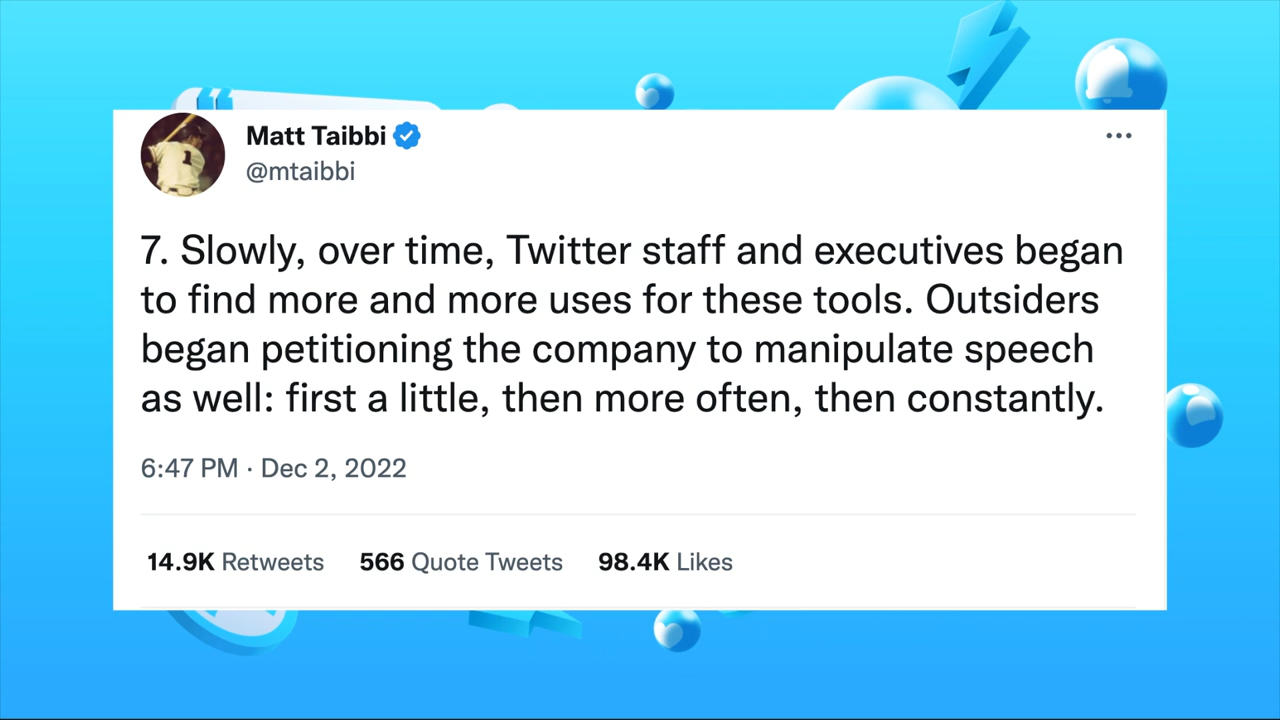 Matt Taibbi
@mtaibbi
7. Slowly, over time, Twitter staff and executives began
to find more and more uses for these tools. Outsiders
began petitioning the company to manipulate speech
as well: first a little, then more often, then constantly.
6:47 PM · Dec 2, 2022
14.9K Retweets 566 Quote Tweets 98.4K Likes